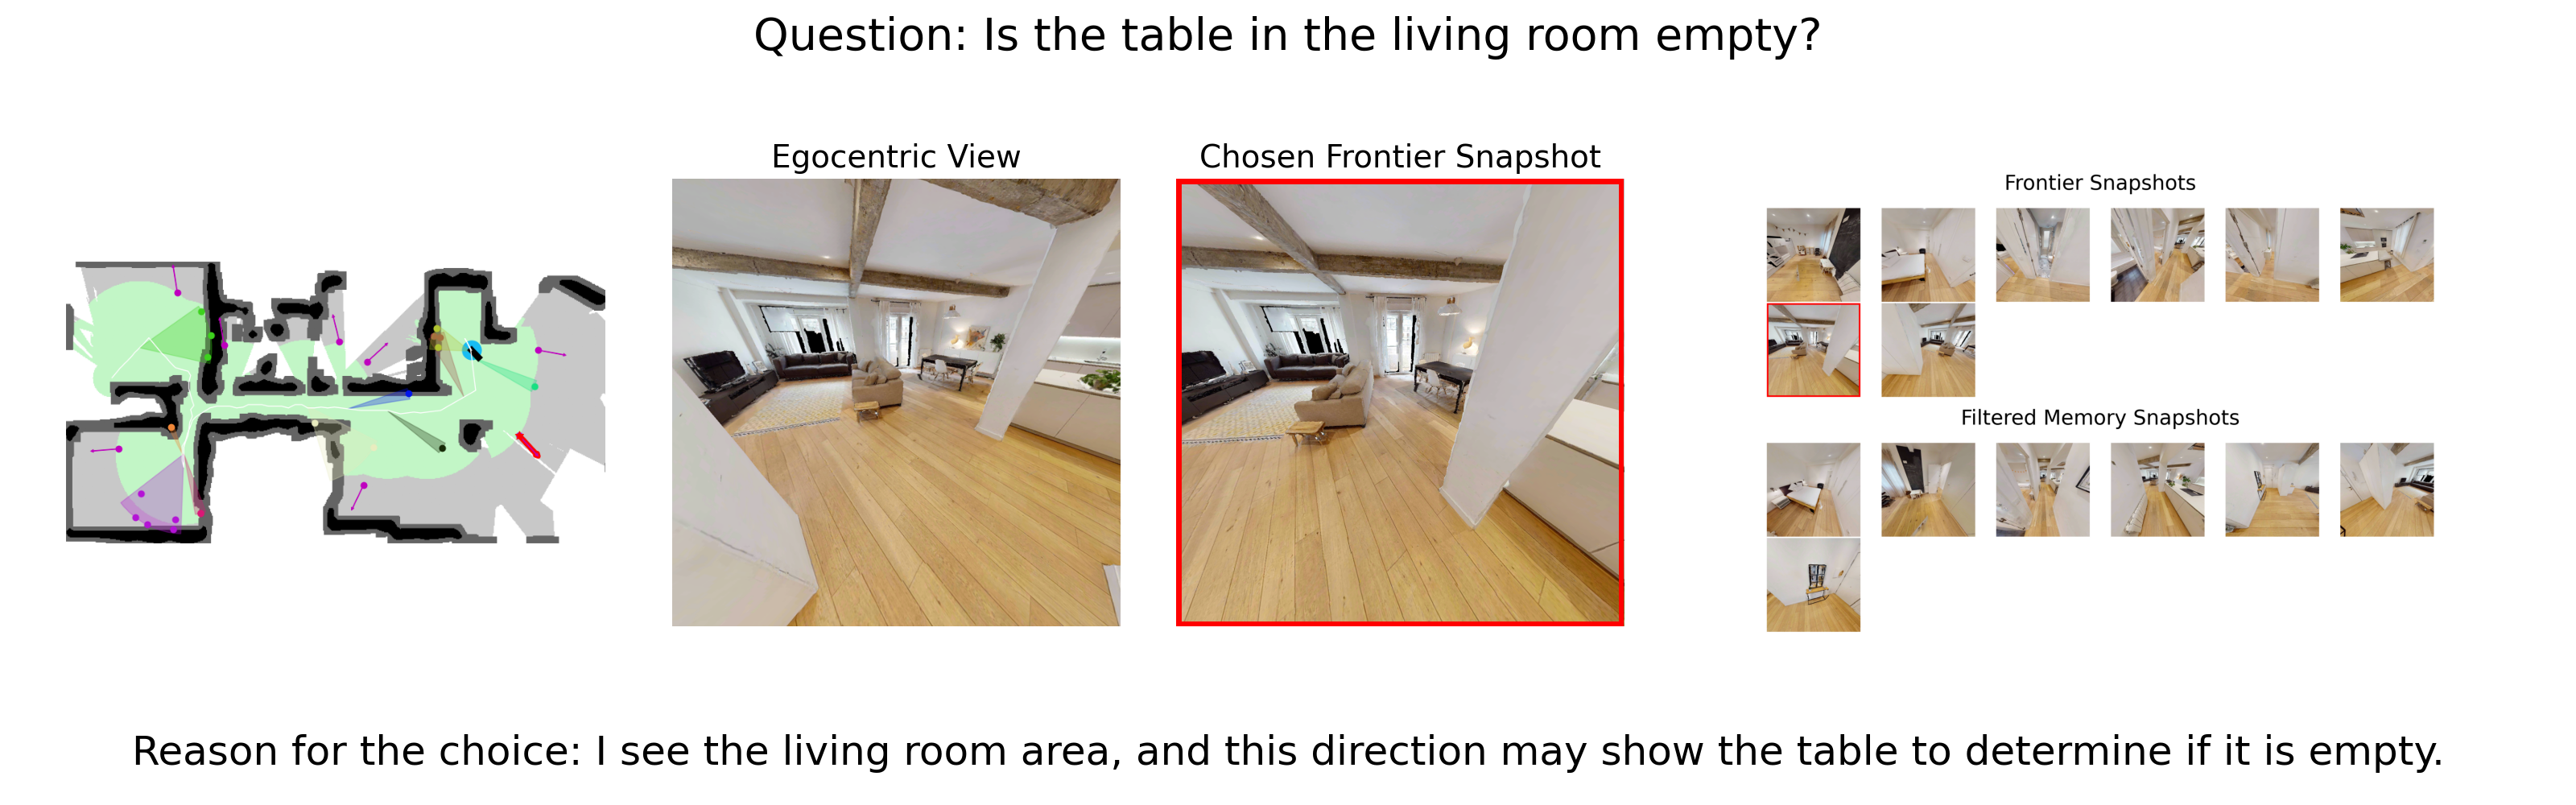 Question: Is the table in the living room empty?
Egocentric View
Chosen Frontier Snapshot
Frontier Snapshots
Filtered Memory Snapshots
Reason for the choice: I see the living room area, and this direction may show the table to determine if it is empty.